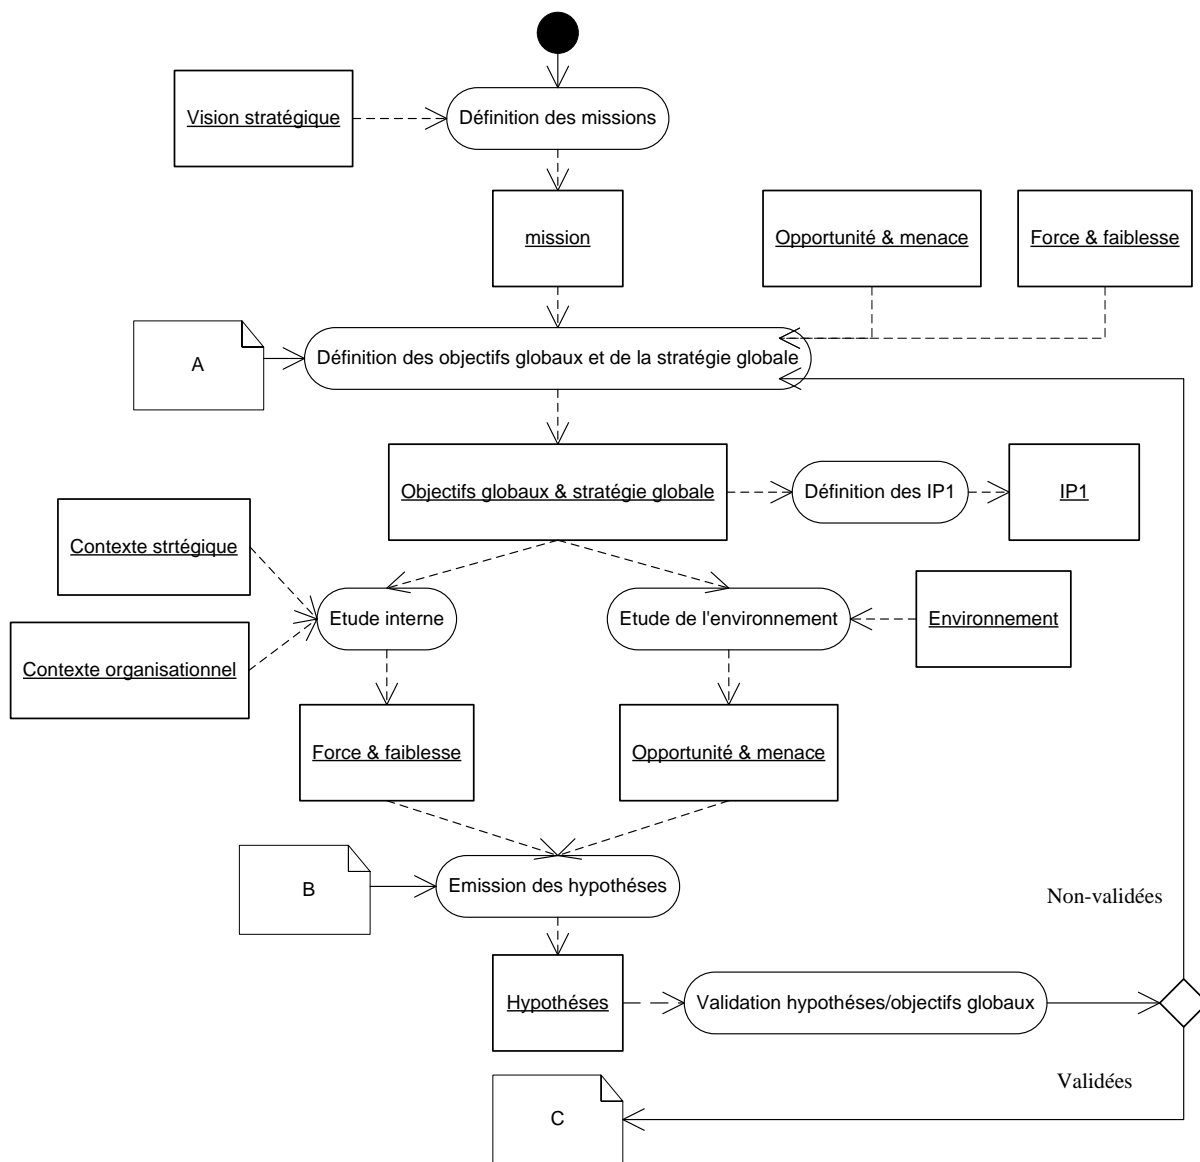 Vision stratégique
Définition des missions
mission
Opportunité & menace
Force & faiblesse
A
Définition des objectifs globaux et de la stratégie globale
Objectifs globaux & stratégie globale
Définition des IP1
IP1
Contexte strtégique
Etude interne
Etude de l'environnement
Environnement
Contexte organisationnel
Force & faiblesse
Opportunité & menace
B
Emission des hypothéses
Non-validées
Hypothéses
Validation hypothéses/objectifs globaux
Validées
C